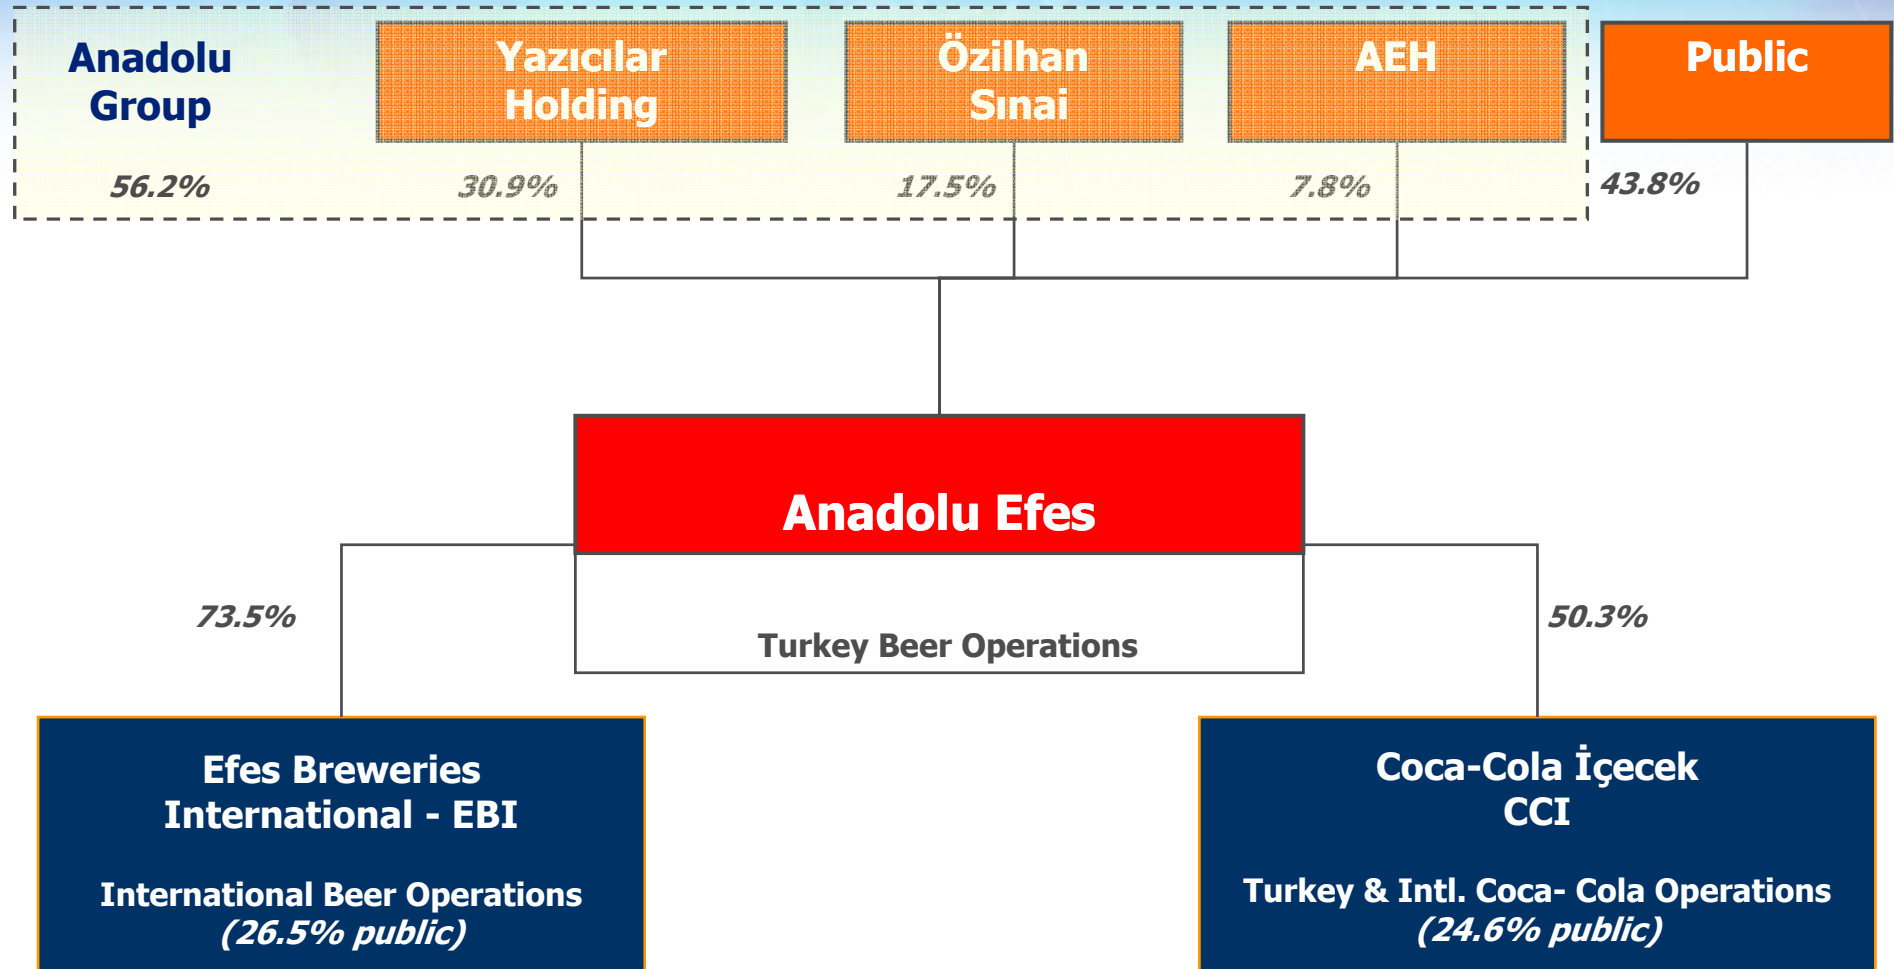 Anadolu
Group
Yazıcılar
Holding
Özilhan
Sınai
AEH
Public
56.2%
30.9%
17.5%
7.8%
43.8%
Anadolu Efes
73.5%
50.3%
Turkey Beer Operations
Efes Breweries
International - EBI
International Beer Operations
(26.5% public)
Coca-Cola İçecek
CCI
Turkey & Intl. Coca- Cola Operations
(24.6% public)